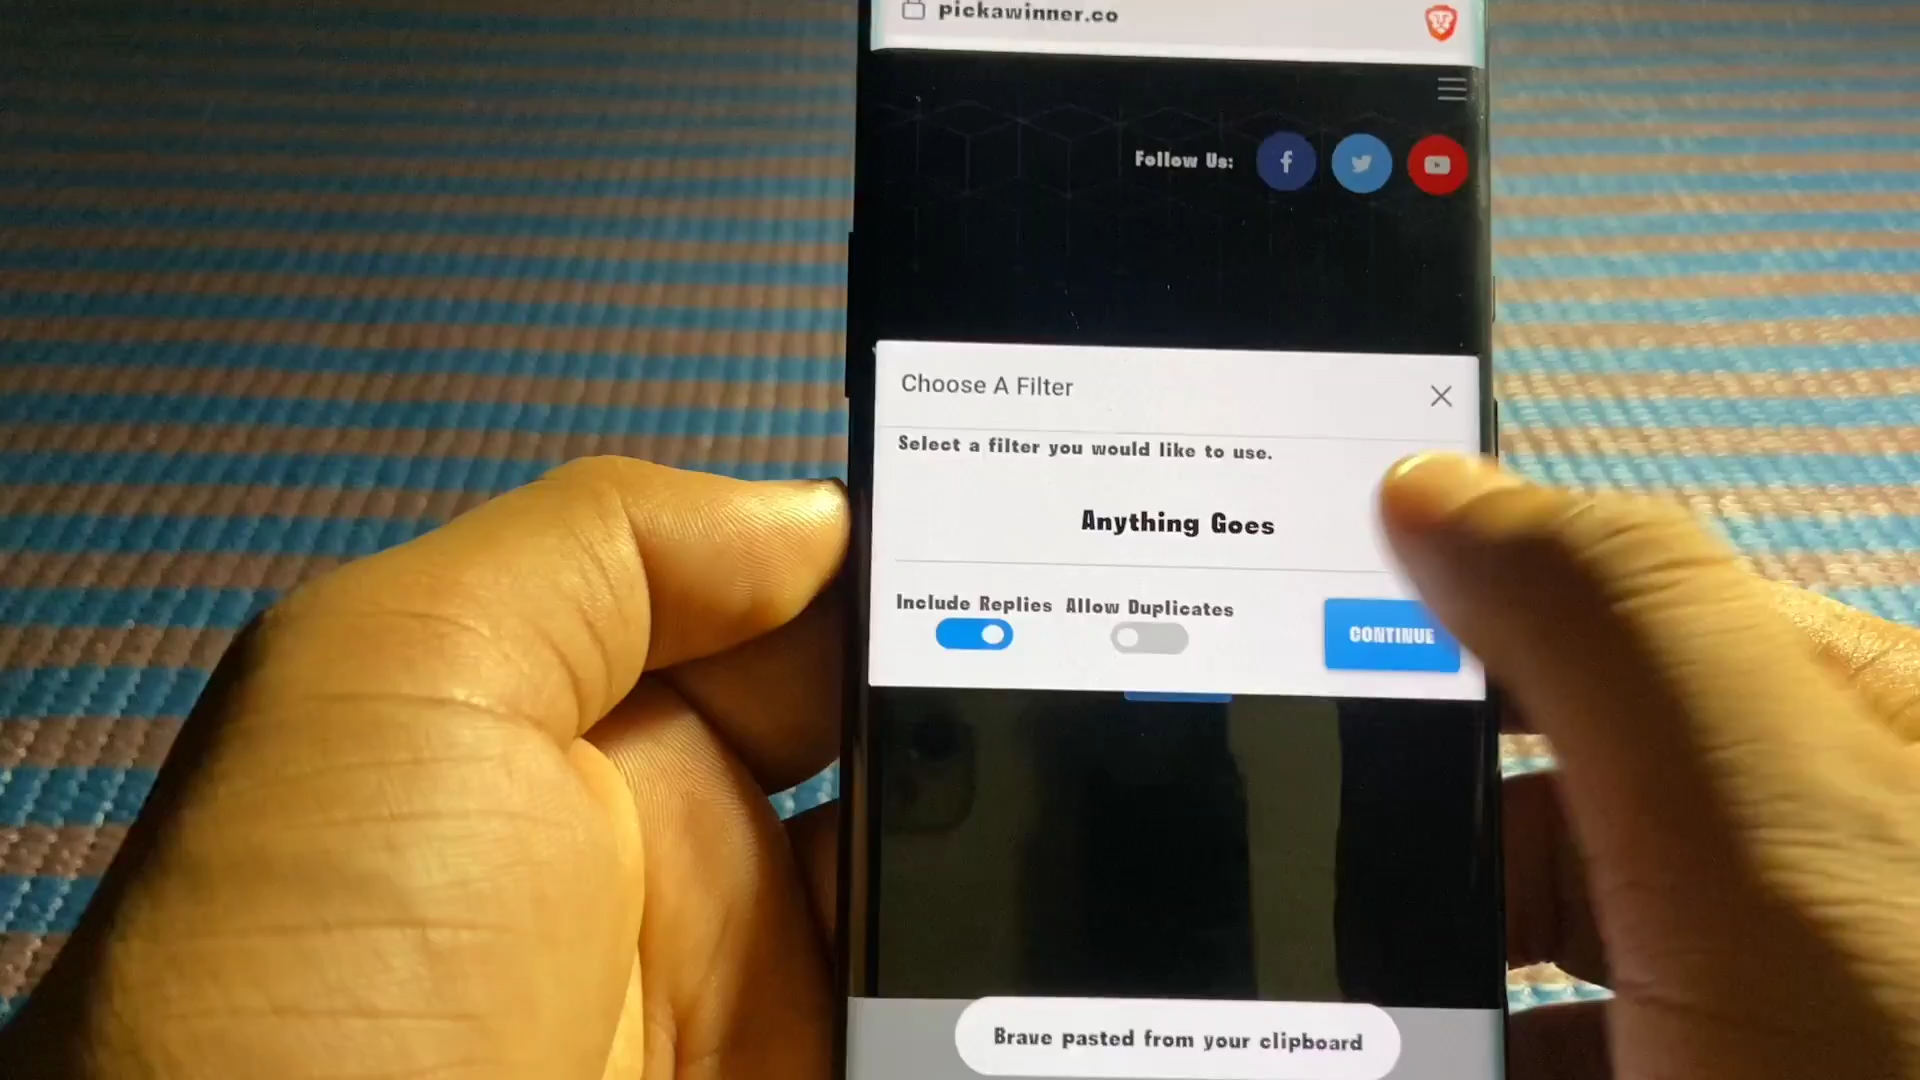 pickawinner.co
Follow Us:
Choose A Filter
Select a filter you would like to use.
Anything Goes
Include Replies Allow Duplicates
CONTINUE
Brave pasted from your clipboard